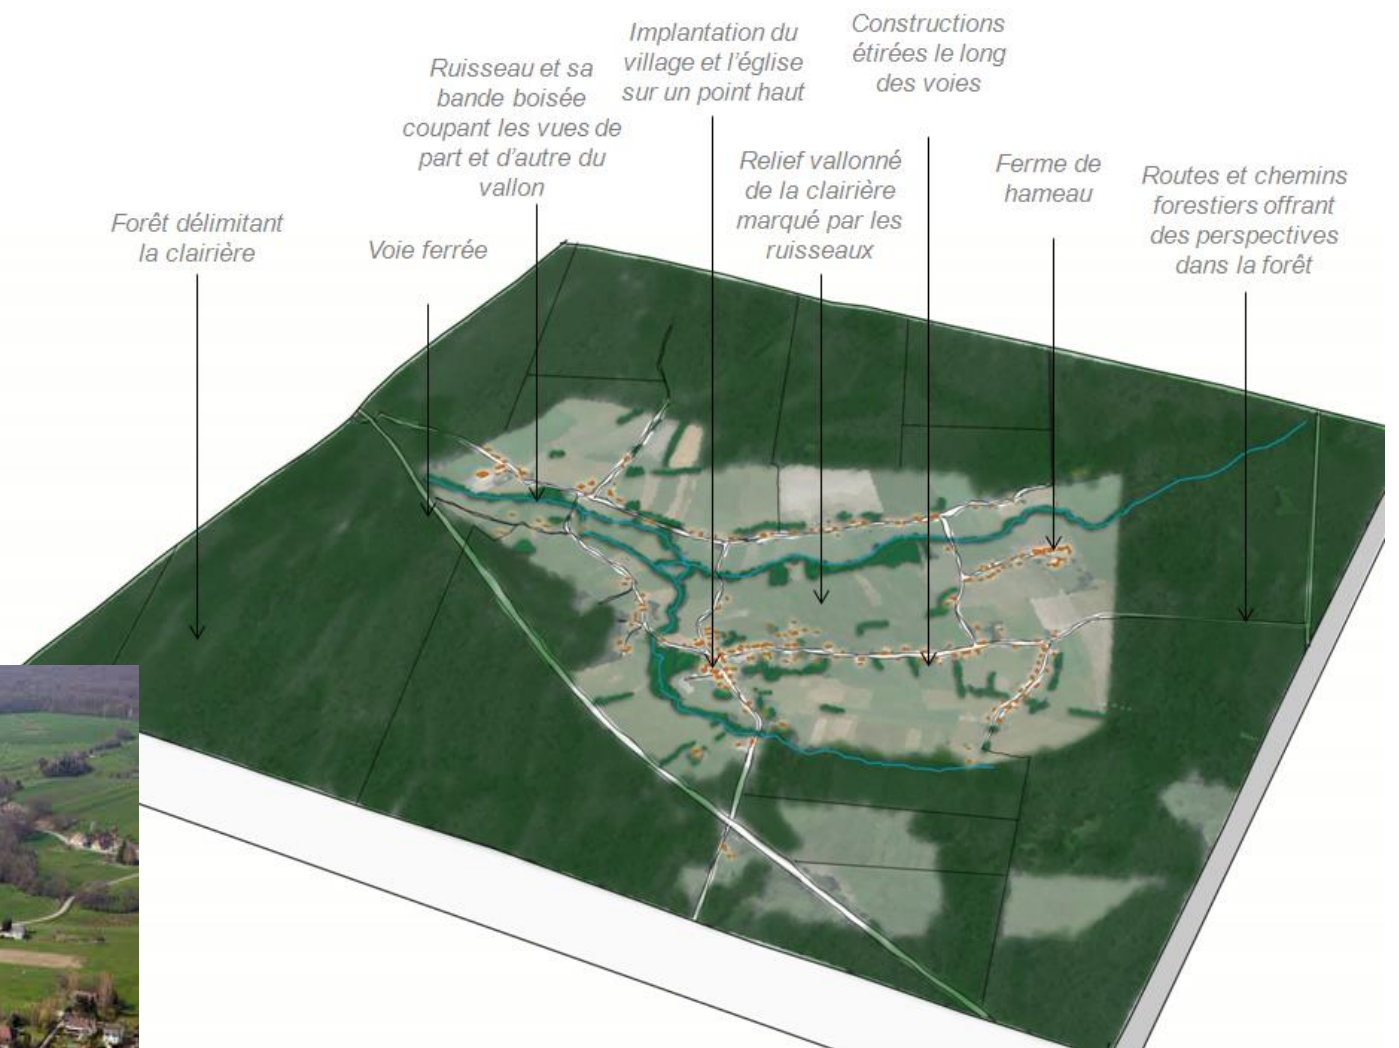 Forêt délimitant
la clairière
Voie ferrée
Ruisseau et sa
bande boisée
coupant les vues de
part et d'autre du
vallon
Implantation du
village et l'église
sur un point haut
Relief vallonné
de la clairière
marqué par les
ruisseaux
Constructions
étirées le long
des voies
Ferme de
hameau
Routes et chemins
forestiers offrant
des perspectives
dans la forêt